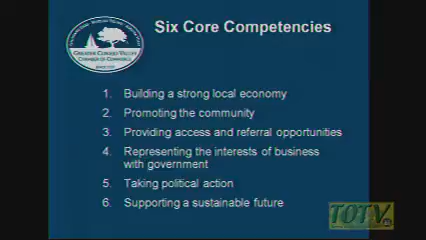 Six Core Competencies
1. Building a strong local economy
2. Promoting the community
3. Providing access and referral opportunities
4. Representing the interests of business
with government
5. Taking political action
6. Supporting a sustainable future
TOTV